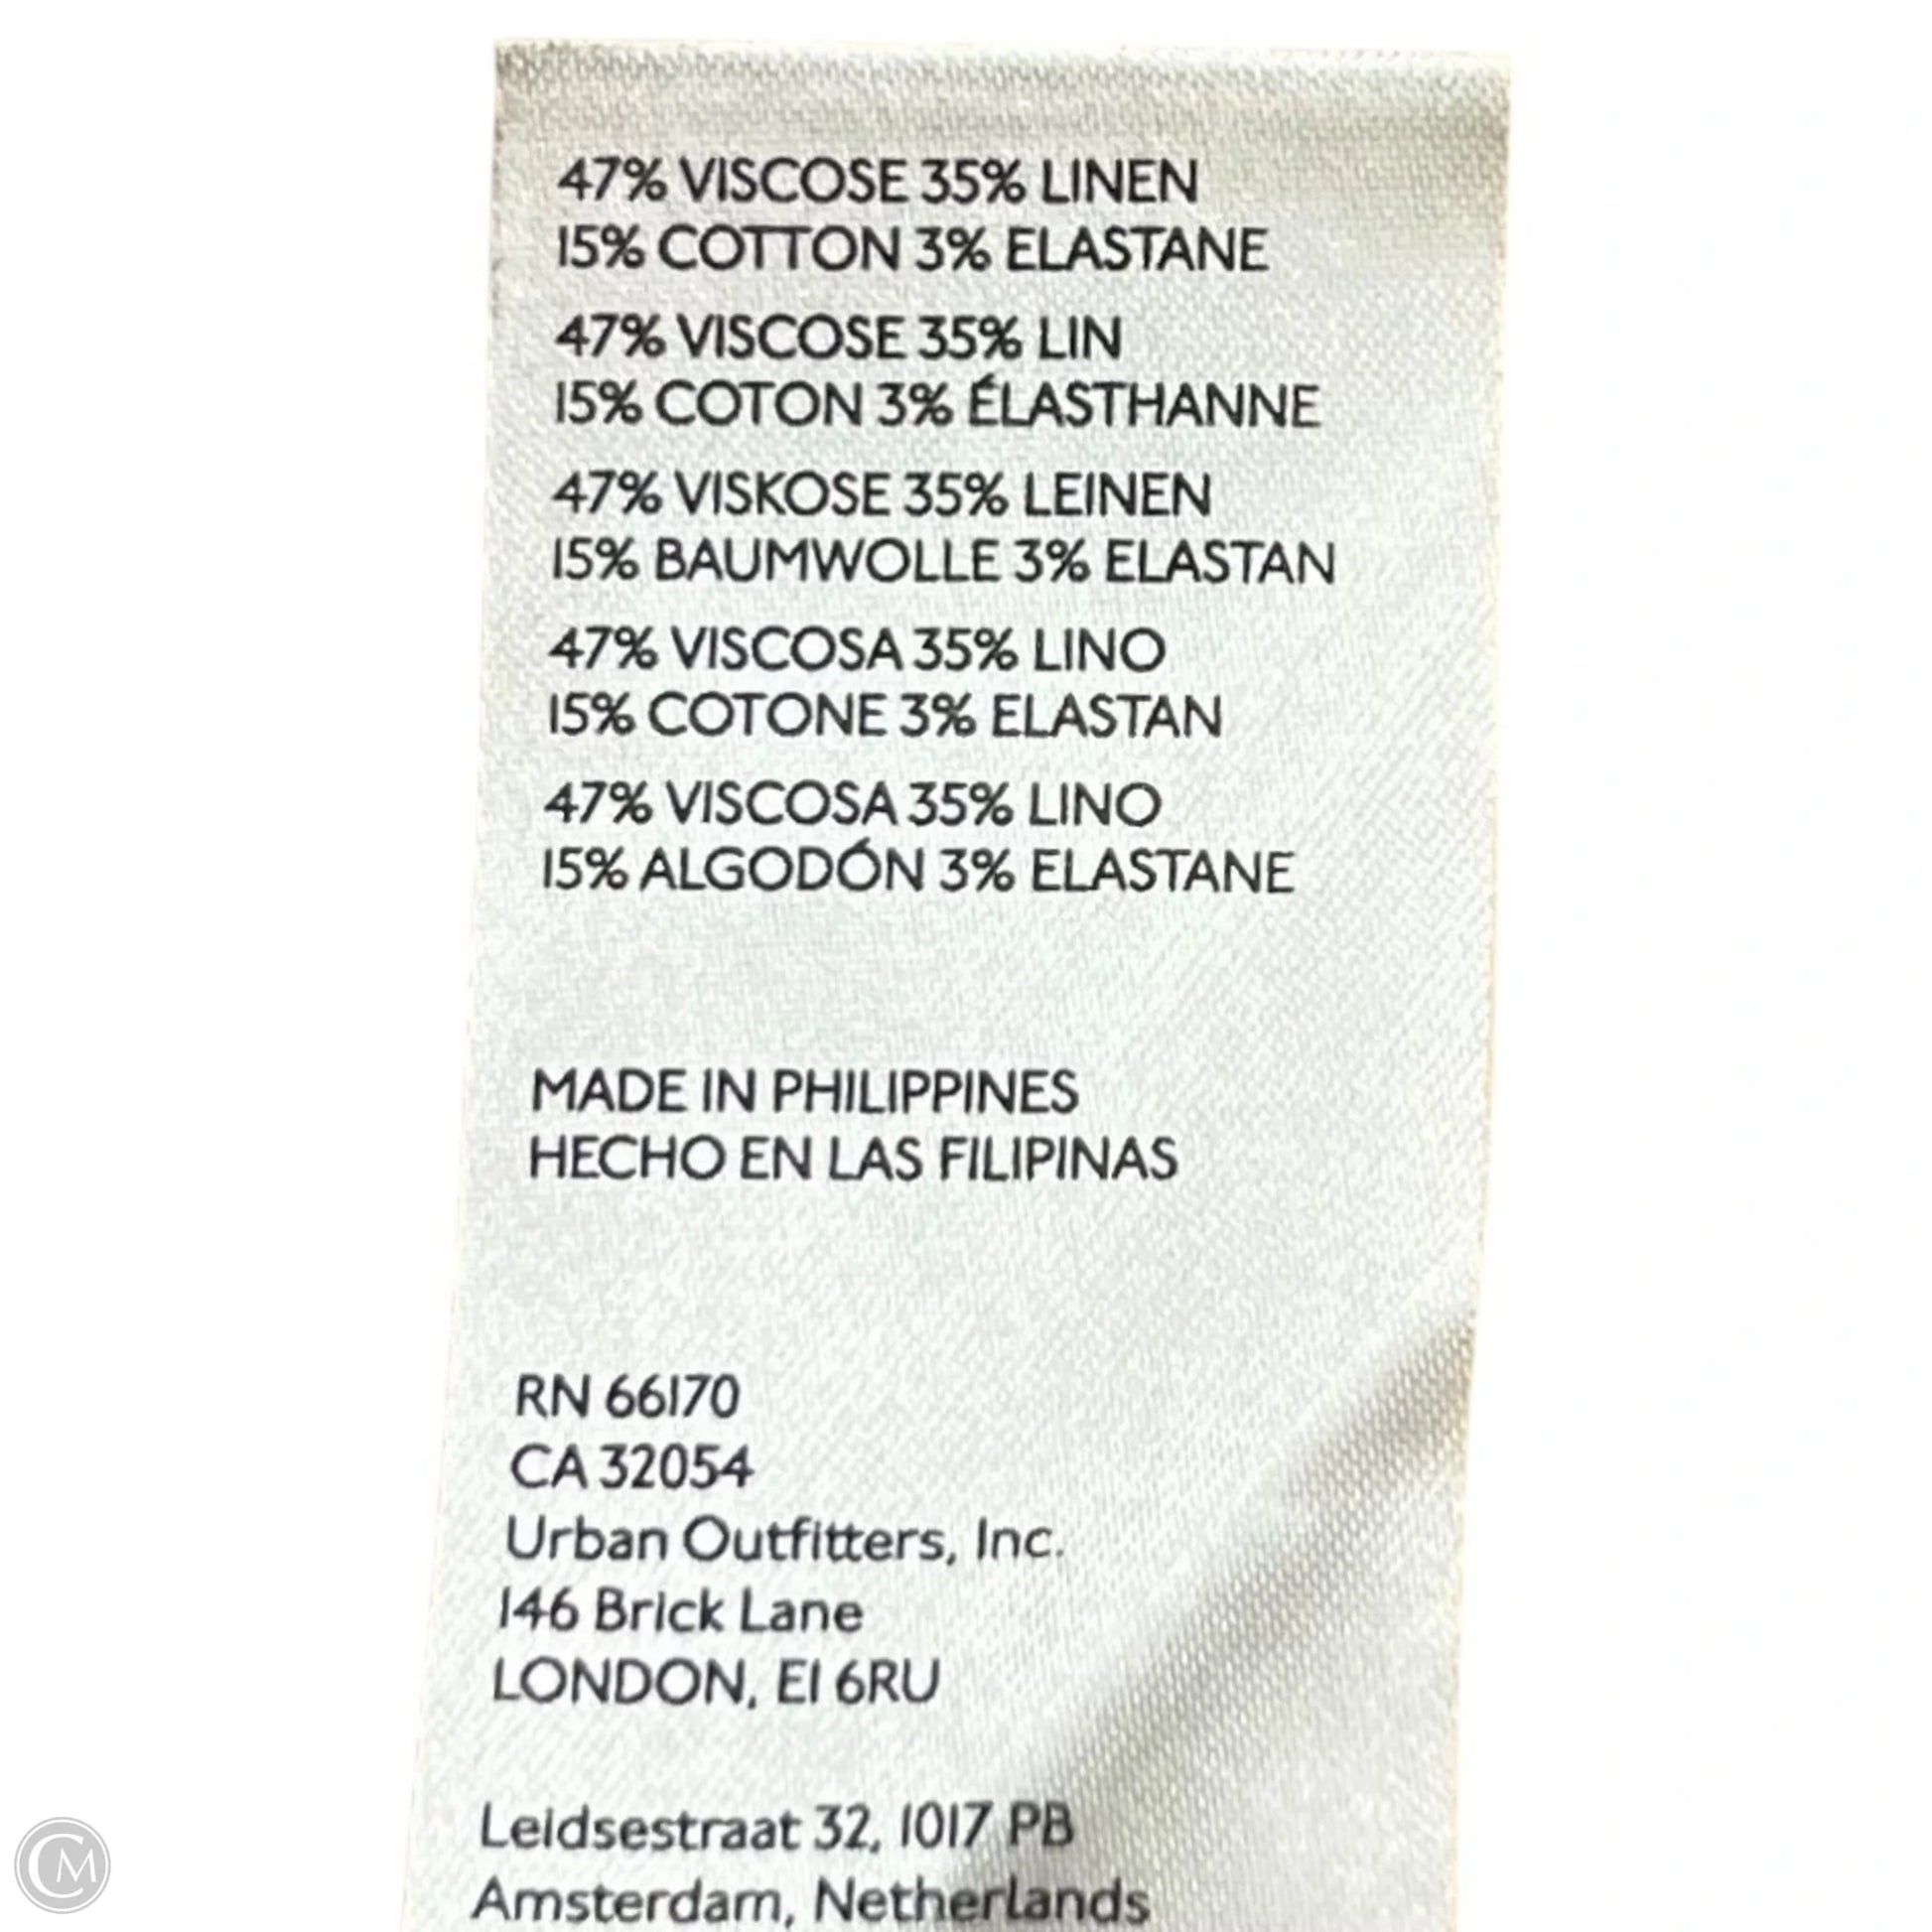 47% VISCOSE 35% LINEN
15% COTTON 3% ELASTANE
47% VISCOSE 35% LIN
15% COTON 3% ÉLASTHANNE
47% VISKOSE 35% LEINEN
15% BAUMWOLLE 3% ELASTAN
47% VISCOSA 35% LINO
15% COTONE 3% ELASTAN
47% VISCOSA 35% LINO
15% ALGODÓN 3% ELASTANE
MADE IN PHILIPPINES
HECHO EN LAS FILIPINAS
RN 66170
CA 32054
Urban Outfitters, Inc.
146 Brick Lane
LONDON, E1 6RU
Leidsestraat 32, 1017 PB
Amsterdam, Netherlands
CM